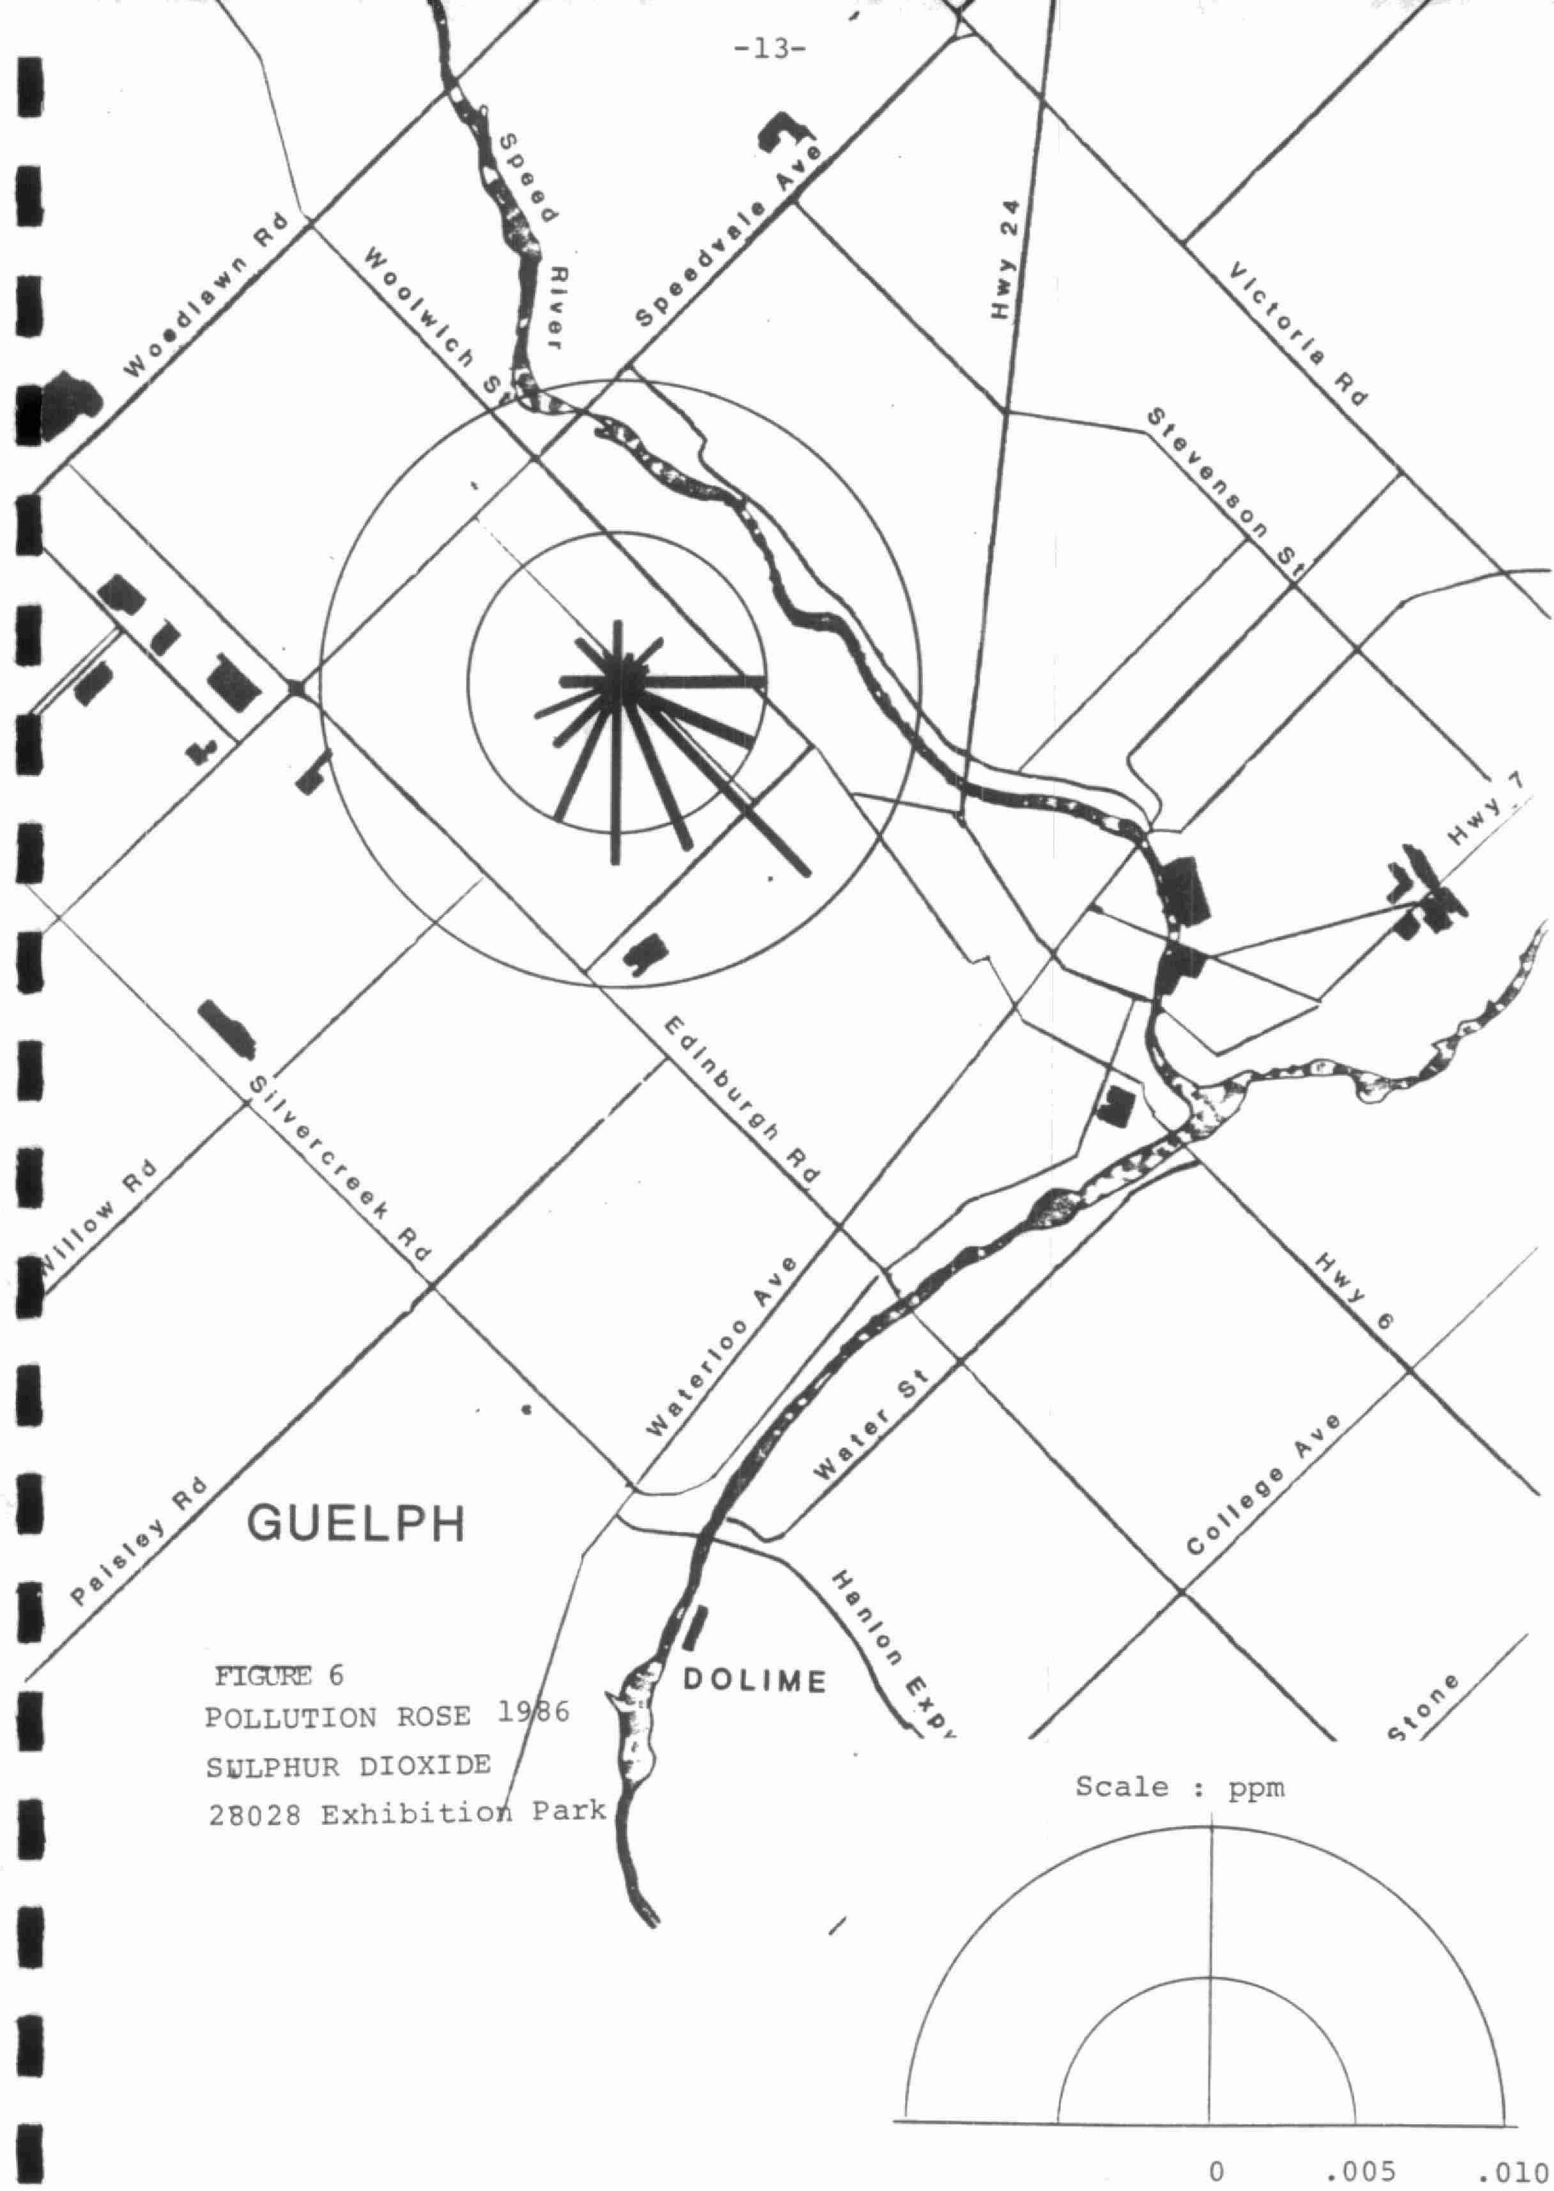 -13-
Speed
River
Speedvale Ave
Hwy 24
Woodlawn Rd
Woolwich St
Victoria Rd
Stevenson St
Hwy 7
Edinburgh Rd
Silvercreek Rd
Willow Rd
Waterloo Ave
Hwy 6
Water St
College Ave
Paisley Rd
GUELPH
Hanlon Expy
DOLIME
Stone
FIGURE 6
POLLUTION ROSE 1986
SULPHUR DIOXIDE
28028 Exhibition Park
Scale : ppm
0 .005 .010